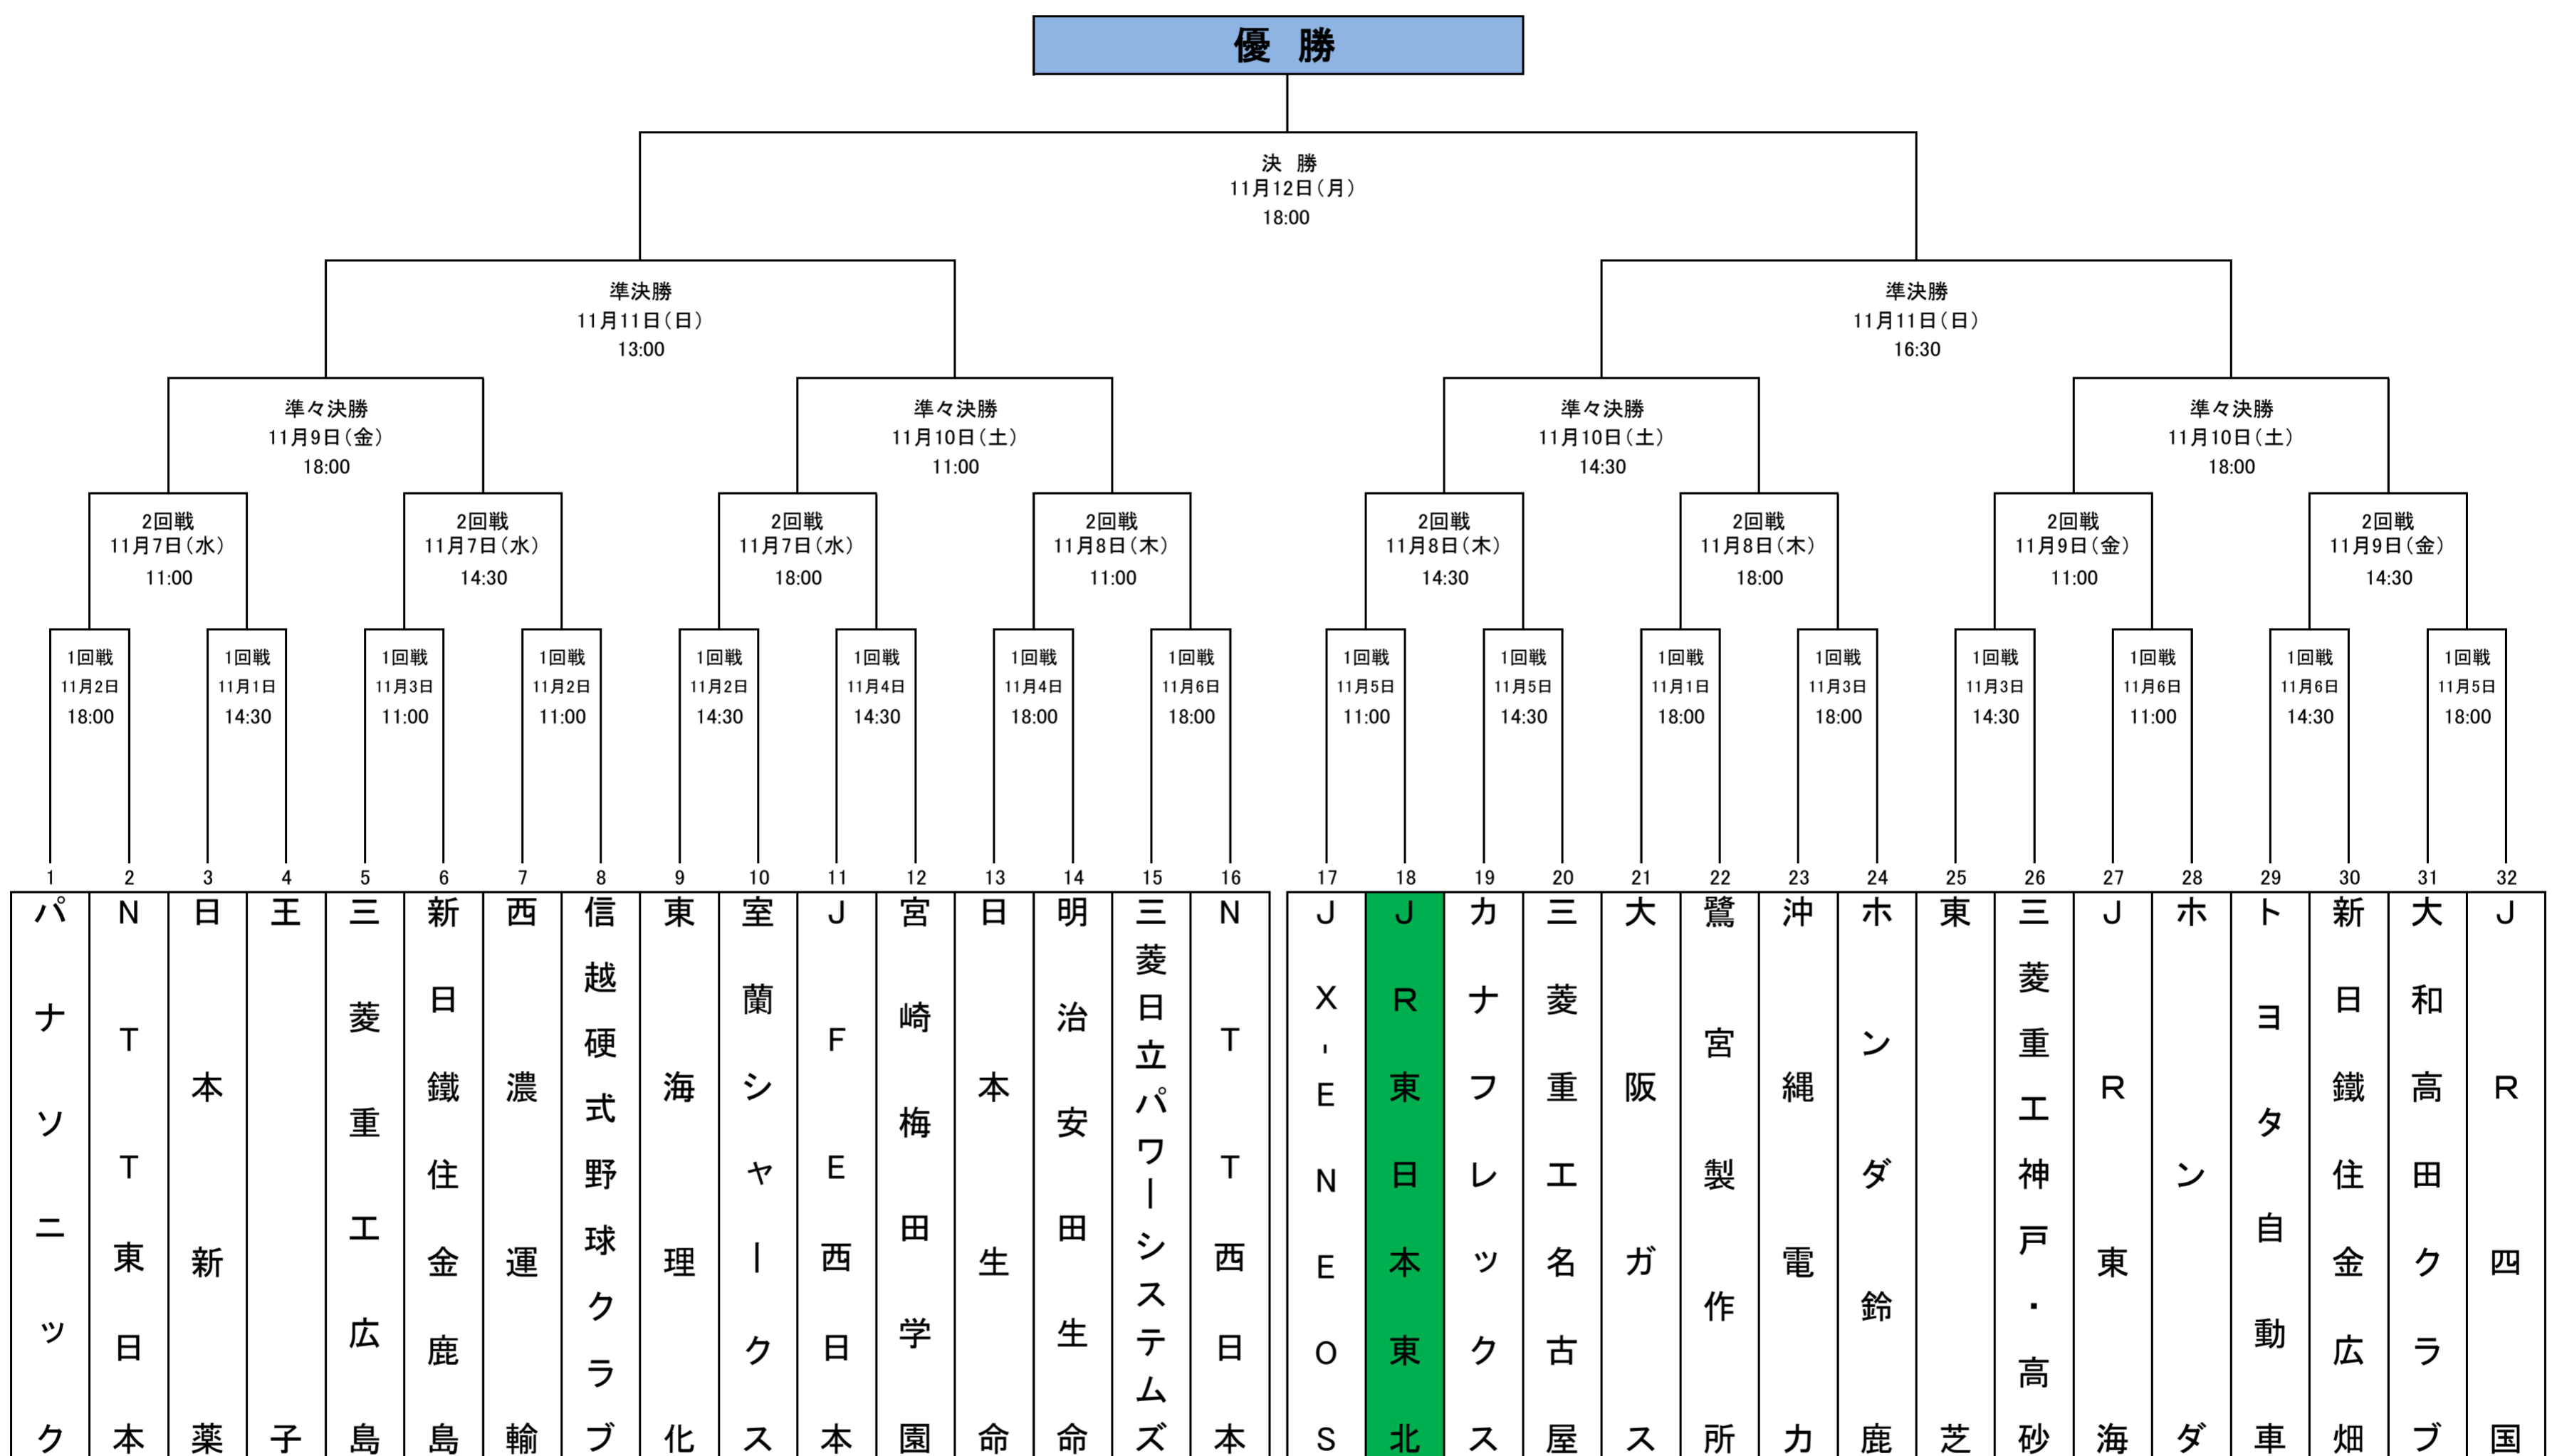 優 勝
決 勝
11月12日(月)
18:00
準決勝
11月11日(日)
13:00
準決勝
11月11日(日)
16:30
準々決勝
11月9日(金)
18:00
準々決勝
11月10日(土)
11:00
準々決勝
11月10日(土)
14:30
準々決勝
11月10日(土)
18:00
2回戦
11月7日(水)
11:00
2回戦
11月7日(水)
14:30
2回戦
11月7日(水)
18:00
2回戦
11月8日(木)
11:00
2回戦
11月8日(木)
14:30
2回戦
11月8日(木)
18:00
2回戦
11月9日(金)
11:00
2回戦
11月9日(金)
14:30
1回戦
11月2日
18:00
1回戦
11月1日
14:30
1回戦
11月3日
11:00
1回戦
11月2日
11:00
1回戦
11月2日
14:30
1回戦
11月4日
14:30
1回戦
11月4日
18:00
1回戦
11月6日
18:00
1回戦
11月5日
11:00
1回戦
11月5日
14:30
1回戦
11月1日
18:00
1回戦
11月3日
18:00
1回戦
11月3日
14:30
1回戦
11月6日
11:00
1回戦
11月6日
14:30
1回戦
11月5日
18:00
1
パナソニック
2
NTT東日本
3
日本新薬
4
王子
5
三菱重工広島
6
新日鐵住金鹿島
7
西濃運輸
8
信越硬式野球クラブ
9
東海理化
10
室蘭シャークス
11
JFE西日本
12
宮崎梅田学園
13
日本生命
14
明治安田生命
15
三菱日立パワーシステムズ
16
NTT西日本
17
JX-ENEOS
18
JR東日本東北
19
カナフレックス
20
三菱重工名古屋
21
大阪ガス
22
鷺宮製作所
23
沖縄電力
24
ホンダ鈴鹿
25
東芝
26
三菱重工神戸・高砂
27
JR東海
28
ホンダ
29
トヨタ自動車
30
新日鐵住金広畑
31
大和高田クラブ
32
JR四国